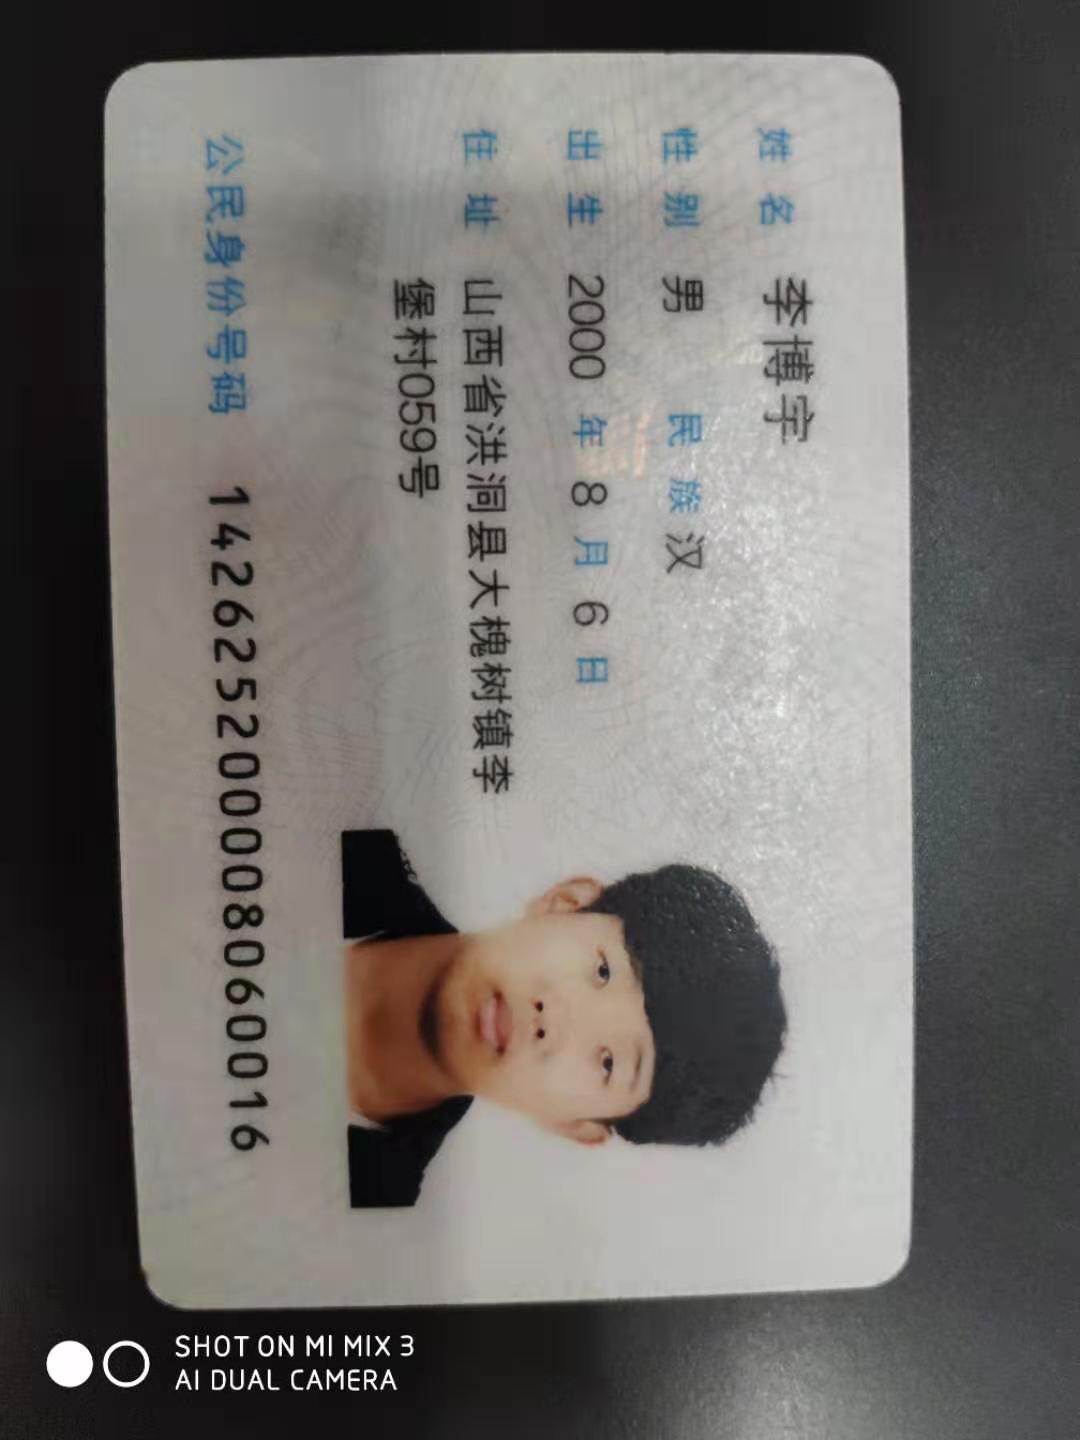 姓名 李博宇
性别 男 民族 汉
出生 2000 年 8 月 6 日
住址 山西省洪洞县大槐树镇李
堡村059号
公民身份号码 142625200008060016
SHOT ON MI MIX 3
AI DUAL CAMERA